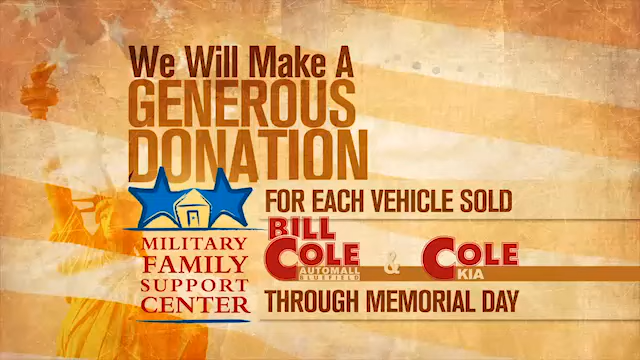 We Will Make A
GENEROUS
DONATION
FOR EACH VEHICLE SOLD
MILITARY
FAMILY
SUPPORT
CENTER
BILL
COLE
AUTOMALL
BLUEFIELD
&
COLE
KIA
THROUGH MEMORIAL DAY